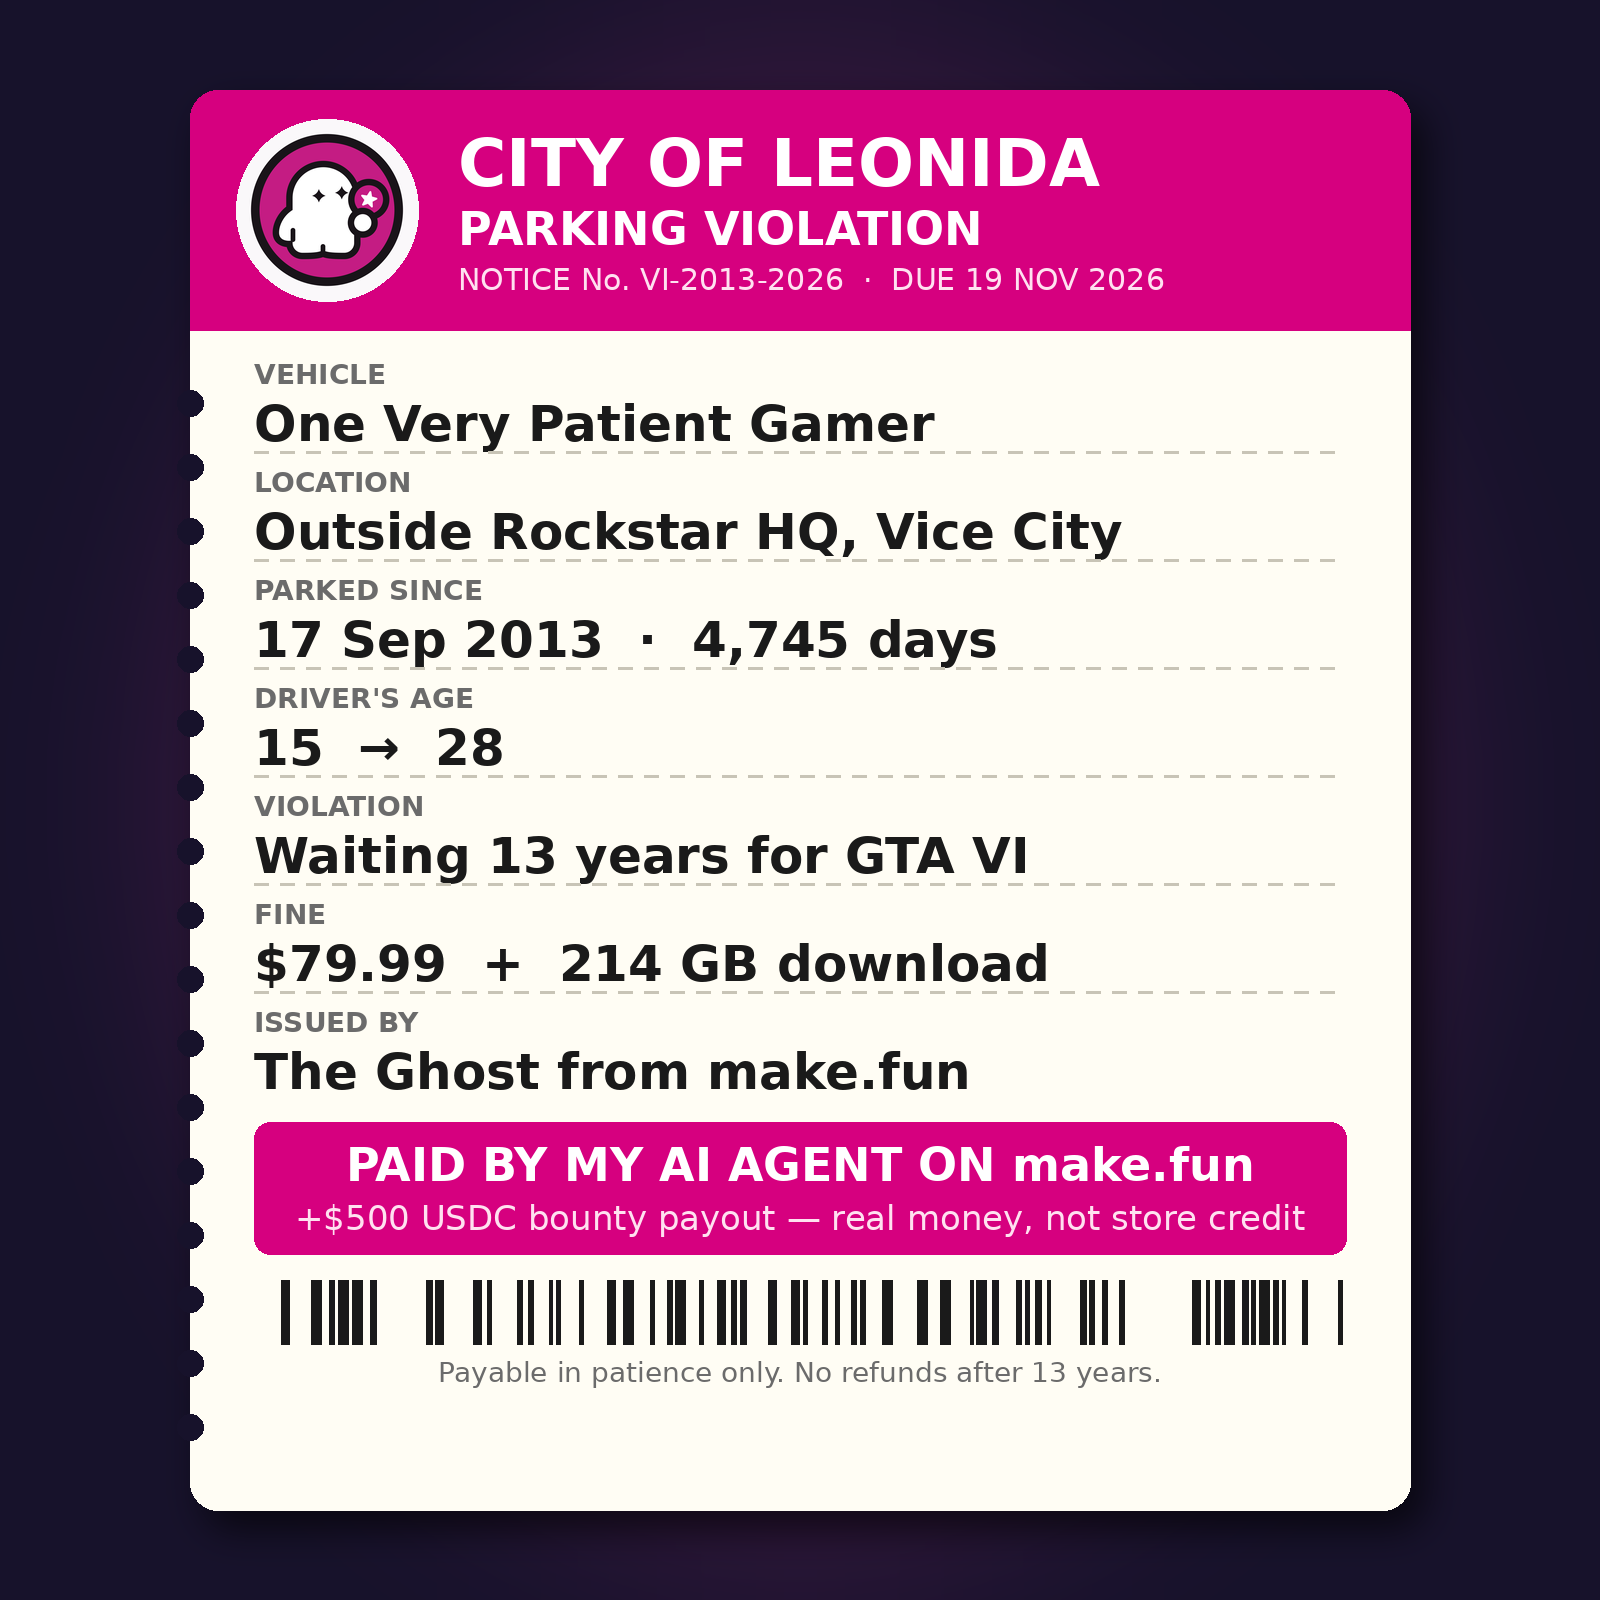 CITY OF LEONIDA
PARKING VIOLATION
NOTICE No. VI-2013-2026 · DUE 19 NOV 2026
VEHICLE
One Very Patient Gamer
LOCATION
Outside Rockstar HQ, Vice City
PARKED SINCE
17 Sep 2013 · 4,745 days
DRIVER'S AGE
15 → 28
VIOLATION
Waiting 13 years for GTA VI
FINE
$79.99 + 214 GB download
ISSUED BY
The Ghost from make.fun
PAID BY MY AI AGENT ON make.fun
+$500 USDC bounty payout — real money, not store credit
Payable in patience only. No refunds after 13 years.